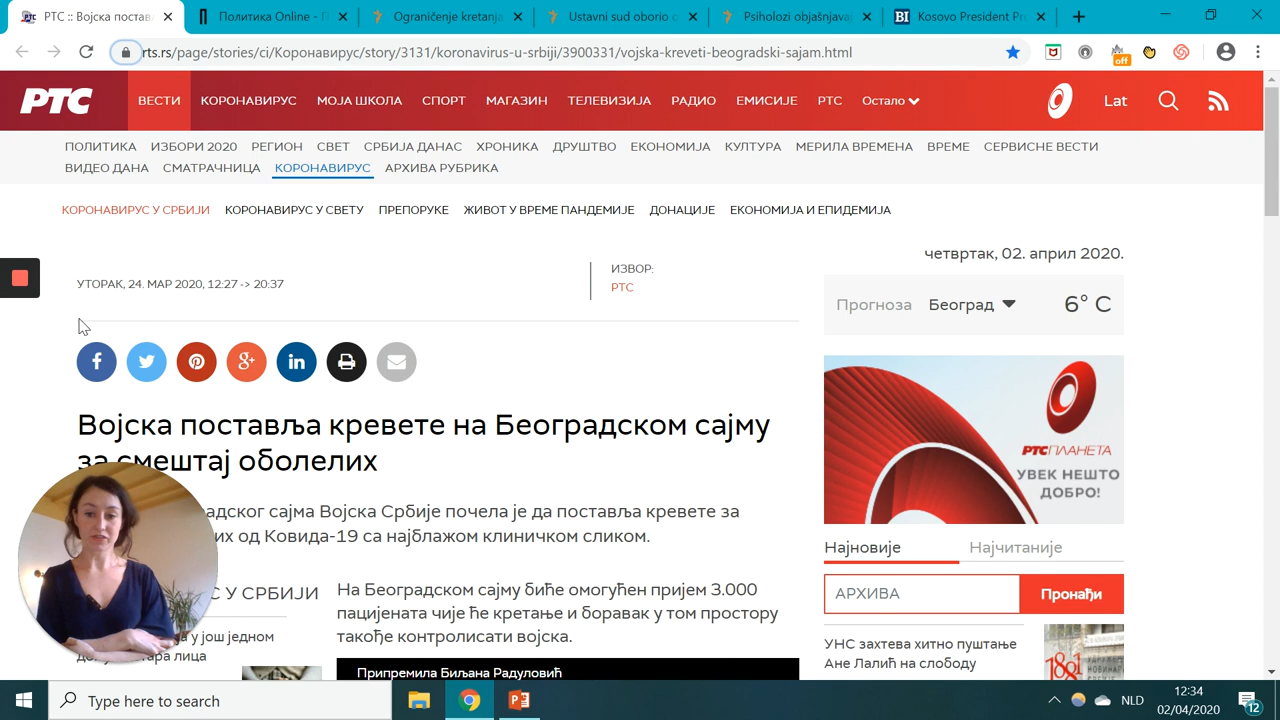 РТС :: Војска постав
Политика Online - П
Ograničenje kretanja
Ustavni sud oborio o
Psiholozi objašnjava
BI
Kosovo President Pr
rts.rs/page/stories/ci/Коронавирус/story/3131/koronavirus-u-srbiji/3900331/vojska-kreveti-beogradski-sajam.html
off
РТС
ВЕСТИ
КОРОНАВИРУС
МОЈА ШКОЛА
СПОРТ
МАГАЗИН
ТЕЛЕВИЗИЈА
РАДИО
ЕМИСИЈЕ
РТС
Остало
Lat
ПОЛИТИКА
ИЗБОРИ 2020
РЕГИОН
СВЕТ
СРБИЈА ДАНАС
ХРОНИКА
ДРУШТВО
ЕКОНОМИЈА
КУЛТУРА
МЕРИЛА ВРЕМЕНА
ВРЕМЕ
СЕРВИСНЕ ВЕСТИ
ВИДЕО ДАНА
СМАТРАЧНИЦА
КОРОНАВИРУС
АРХИВА РУБРИКА
КОРОНАВИРУС У СРБИЈИ
КОРОНАВИРУС У СВЕТУ
ПРЕПОРУКЕ
ЖИВОТ У ВРЕМЕ ПАНДЕМИЈЕ
ДОНАЦИЈЕ
ЕКОНОМИЈА И ЕПИДЕМИЈА
четвртак, 02. април 2020.
УТОРАК, 24. МАР 2020, 12:27 -> 20:37
ИЗВОР:
РТС
Прогноза
Београд
6° C
Војска поставља кревете на Београдском сајму
за смештај оболелих
адског сајма Војска Србије почела је да поставља кревете за
их од Ковида-19 са најблажом клиничком сликом.
С У СРБИЈИ
На Београдском сајму биће омогућен пријем 3.000
пацијената чије ће кретање и боравак у том простору
такође контролисати војска.
а у још једном
Припремила Биљана Радуловић
РТС ПЛАНЕТА
УВЕК НЕШТО
ДОБРО!
Најновије
Најчитаније
АРХИВА
Пронађи
УНС захтева хитно пуштање
Ане Лалић на слободу
1881
Type here to search
NLD
12:34
02/04/2020
12